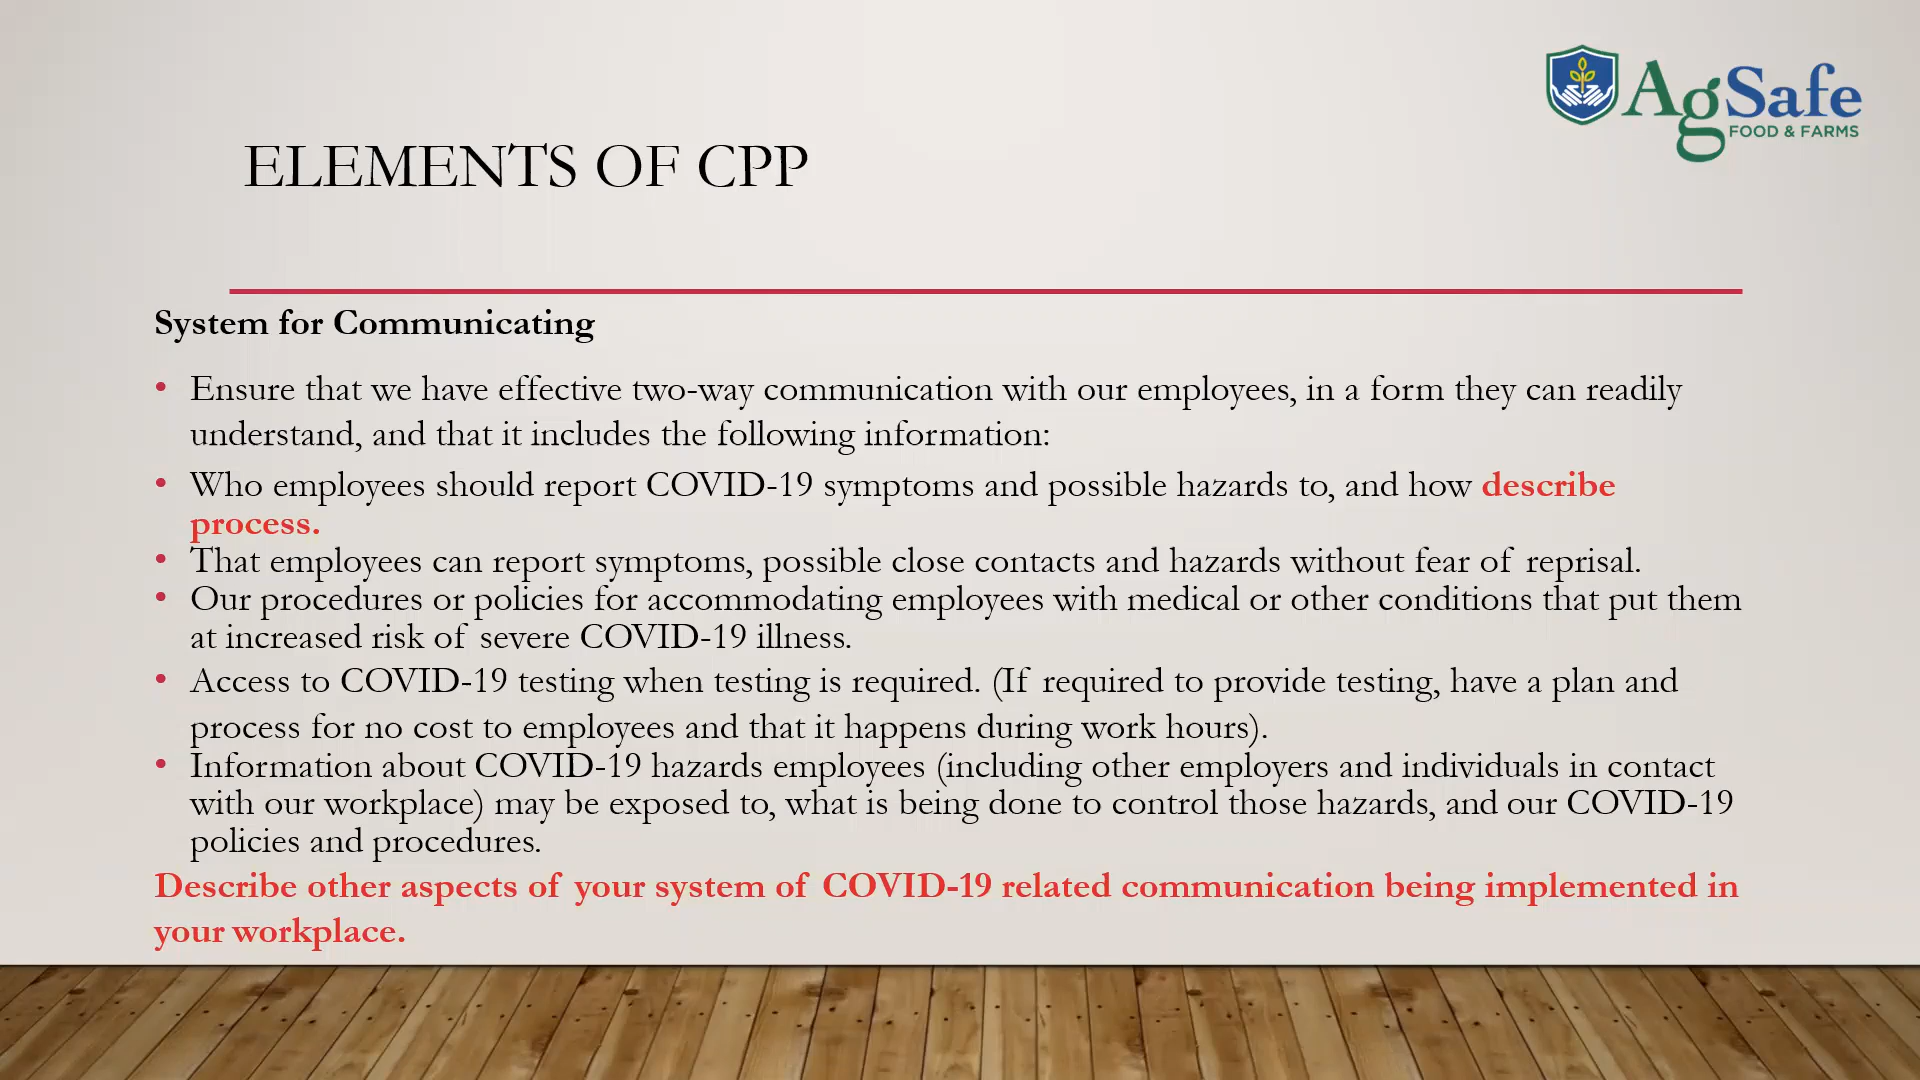 AgSafe
FOOD & FARMS
ELEMENTS OF CPP
System for Communicating
• Ensure that we have effective two-way communication with our employees, in a form they can readily
understand, and that it includes the following information:
• Who employees should report COVID-19 symptoms and possible hazards to, and how describe
process.
• That employees can report symptoms, possible close contacts and hazards without fear of reprisal.
• Our procedures or policies for accommodating employees with medical or other conditions that put them
at increased risk of severe COVID-19 illness.
• Access to COVID-19 testing when testing is required. (If required to provide testing, have a plan and
process for no cost to employees and that it happens during work hours).
• Information about COVID-19 hazards employees (including other employers and individuals in contact
with our workplace) may be exposed to, what is being done to control those hazards, and our COVID-19
policies and procedures.
Describe other aspects of your system of COVID-19 related communication being implemented in
your workplace.